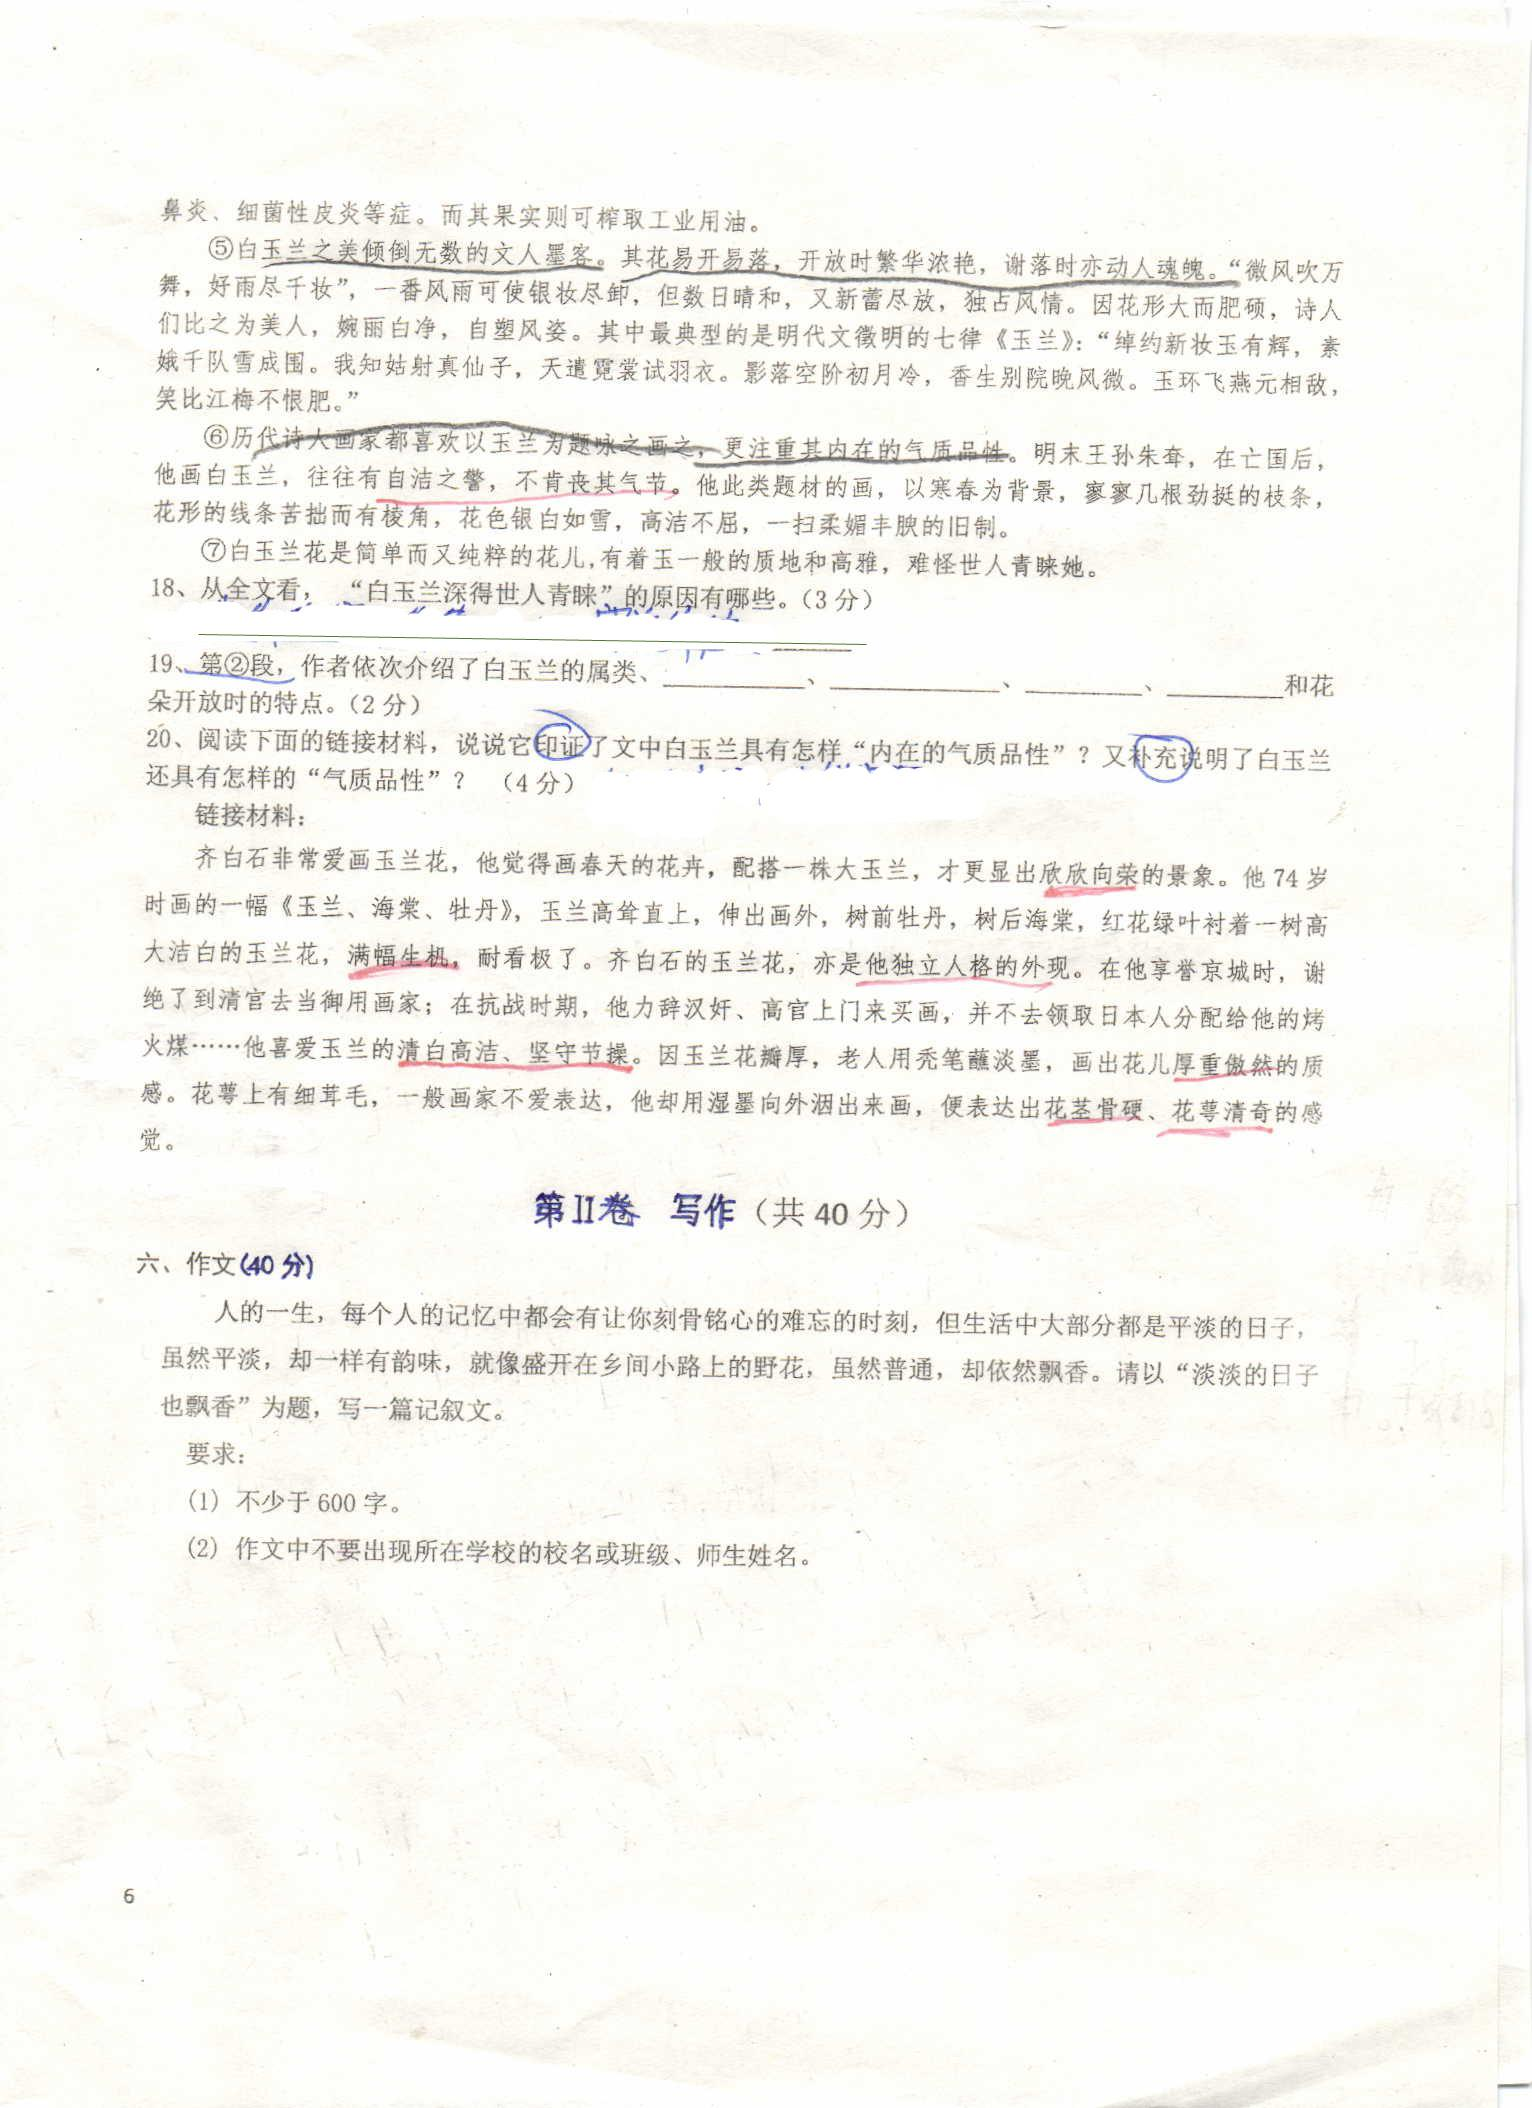 鼻炎、细菌性皮炎等症。而其果实则可榨取工业用油。
⑤白玉兰之美倾倒无数的文人墨客。其花易开易落，开放时繁华浓艳，谢落时亦动人魂魄。“微风吹万
舞，好雨尽千妆”，一番风雨可使银妆尽卸，但数日晴和，又新蕾尽放，独占风情。因花形大而肥硕，诗人
们比之为美人，婉丽白净，自塑风姿。其中最典型的是明代文徵明的七律《玉兰》：“绰约新妆玉有辉，素
娥千队雪成围。我知姑射真仙子，天遣霓裳试羽衣。影落空阶初月冷，香生别院晚风微。玉环飞燕元相敌，
笑比江梅不恨肥。”
⑥历代诗人画家都喜欢以玉兰为题咏之画之，更注重其内在的气质品性。明末王孙朱耷，在亡国后，
他画白玉兰，往往有自洁之警，不肯丧其气节。他此类题材的画，以寒春为背景，寥寥几根劲挺的枝条，
花形的线条苦拙而有棱角，花色银白如雪，高洁不屈，一扫柔媚丰腴的旧制。
⑦白玉兰花是简单而又纯粹的花儿,有着玉一般的质地和高雅，难怪世人青睐她。
18、从全文看，“白玉兰深得世人青睐”的原因有哪些。（3 分）
19、第②段，作者依次介绍了白玉兰的属类、__________、____________、________、________和花
朵开放时的特点。（2 分）
20、阅读下面的链接材料，说说它印证了文中白玉兰具有怎样“内在的气质品性”？又补充说明了白玉兰
还具有怎样的“气质品性”？ （4 分）
链接材料：
齐白石非常爱画玉兰花，他觉得画春天的花卉，配搭一株大玉兰，才更显出欣欣向荣的景象。他 74 岁
时画的一幅《玉兰、海棠、牡丹》，玉兰高耸直上，伸出画外，树前牡丹，树后海棠，红花绿叶衬着一树高
大洁白的玉兰花，满幅生机，耐看极了。齐白石的玉兰花，亦是他独立人格的外现。在他享誉京城时，谢
绝了到清宫去当御用画家；在抗战时期，他力辞汉奸、高官上门来买画，并不去领取日本人分配给他的烤
火煤……他喜爱玉兰的清白高洁、坚守节操。因玉兰花瓣厚，老人用秃笔蘸淡墨，画出花儿厚重傲然的质
感。花萼上有细茸毛，一般画家不爱表达，他却用湿墨向外洇出来画，便表达出花茎骨硬、花萼清奇的感
觉。
第Ⅱ卷 写作（共 40 分）
六、作文(40 分)
人的一生，每个人的记忆中都会有让你刻骨铭心的难忘的时刻，但生活中大部分都是平淡的日子，
虽然平淡，却一样有韵味，就像盛开在乡间小路上的野花，虽然普通，却依然飘香。请以“淡淡的日子
也飘香”为题，写一篇记叙文。
要求：
（1）不少于 600 字。
（2）作文中不要出现所在学校的校名或班级、师生姓名。
6